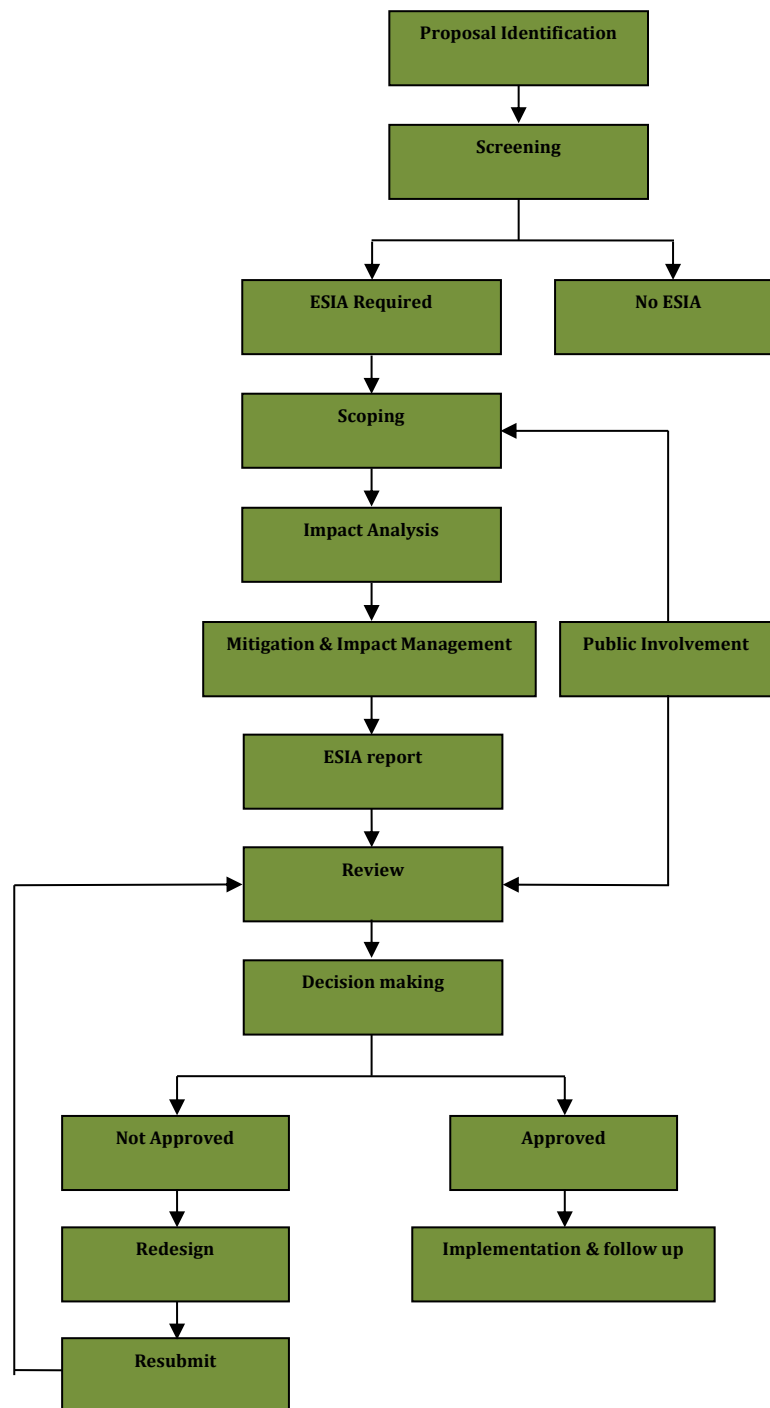 Proposal Identification
Screening
ESIA Required
No ESIA
Scoping
Impact Analysis
Mitigation & Impact Management
Public Involvement
ESIA report
Review
Decision making
Not Approved
Approved
Redesign
Implementation & follow up
Resubmit